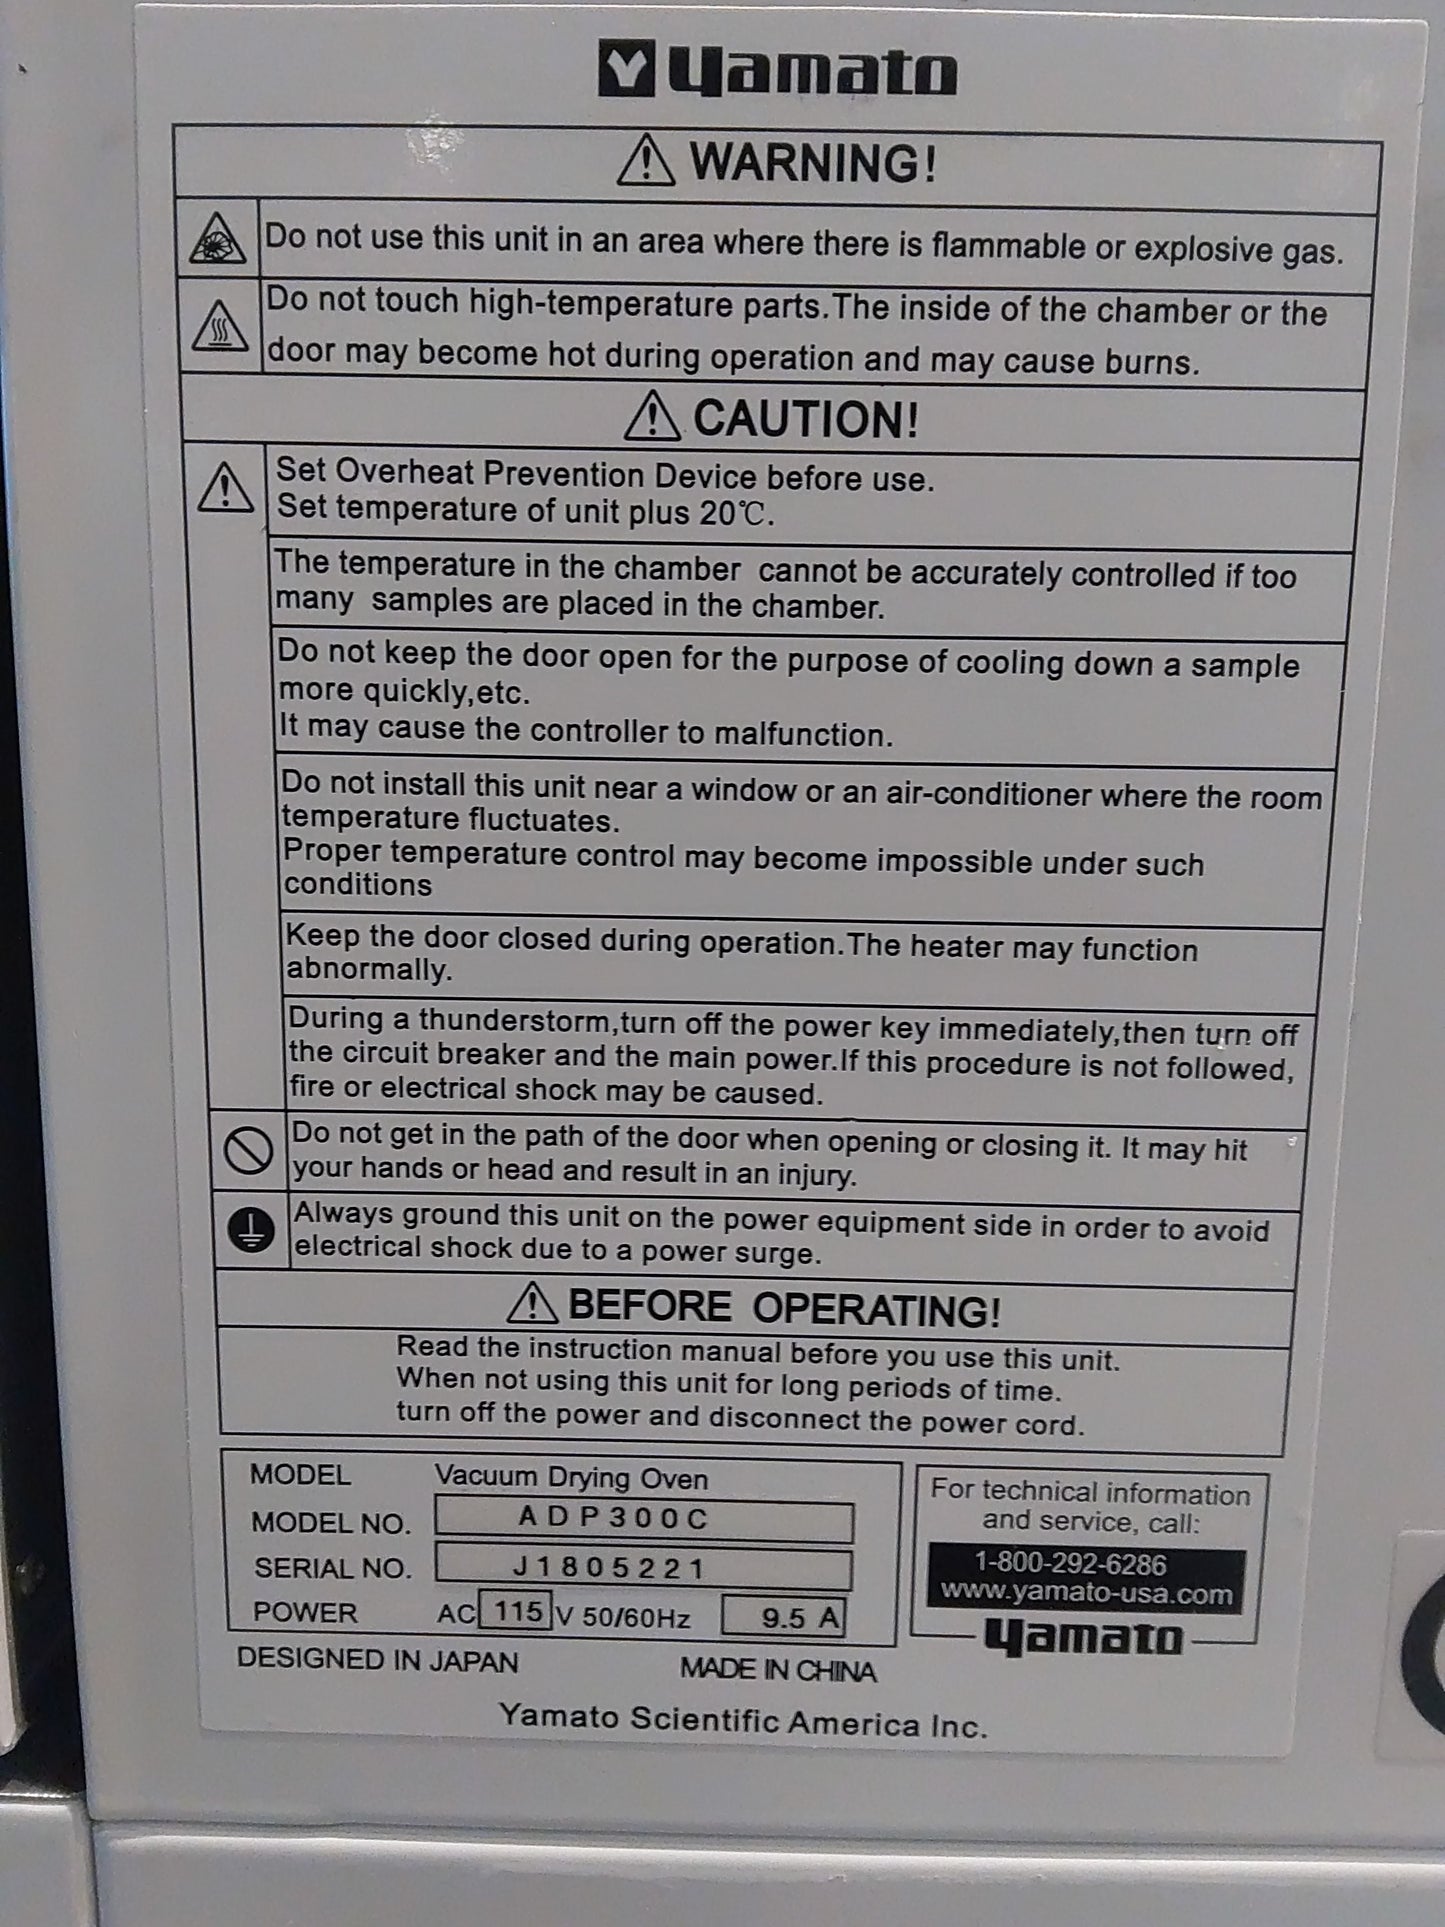 yamato
WARNING!
Do not use this unit in an area where there is flammable or explosive gas.
Do not touch high-temperature parts.The inside of the chamber or the
door may become hot during operation and may cause burns.
CAUTION!
Set Overheat Prevention Device before use.
Set temperature of unit plus 20℃.
The temperature in the chamber cannot be accurately controlled if too
many samples are placed in the chamber.
Do not keep the door open for the purpose of cooling down a sample
more quickly,etc.
It may cause the controller to malfunction.
Do not install this unit near a window or an air-conditioner where the room
temperature fluctuates.
Proper temperature control may become impossible under such
conditions
Keep the door closed during operation.The heater may function
abnormally.
During a thunderstorm,turn off the power key immediately,then turn off
the circuit breaker and the main power.If this procedure is not followed,
fire or electrical shock may be caused.
Do not get in the path of the door when opening or closing it. It may hit
your hands or head and result in an injury.
Always ground this unit on the power equipment side in order to avoid
electrical shock due to a power surge.
BEFORE OPERATING!
Read the instruction manual before you use this unit.
When not using this unit for long periods of time.
turn off the power and disconnect the power cord.
MODEL Vacuum Drying Oven
MODEL NO. ADP300C
SERIAL NO. J1805221
POWER AC 115 V 50/60Hz 9.5 A
For technical information
and service, call:
1-800-292-6286
www.yamato-usa.com
yamato
DESIGNED IN JAPAN MADE IN CHINA
Yamato Scientific America Inc.